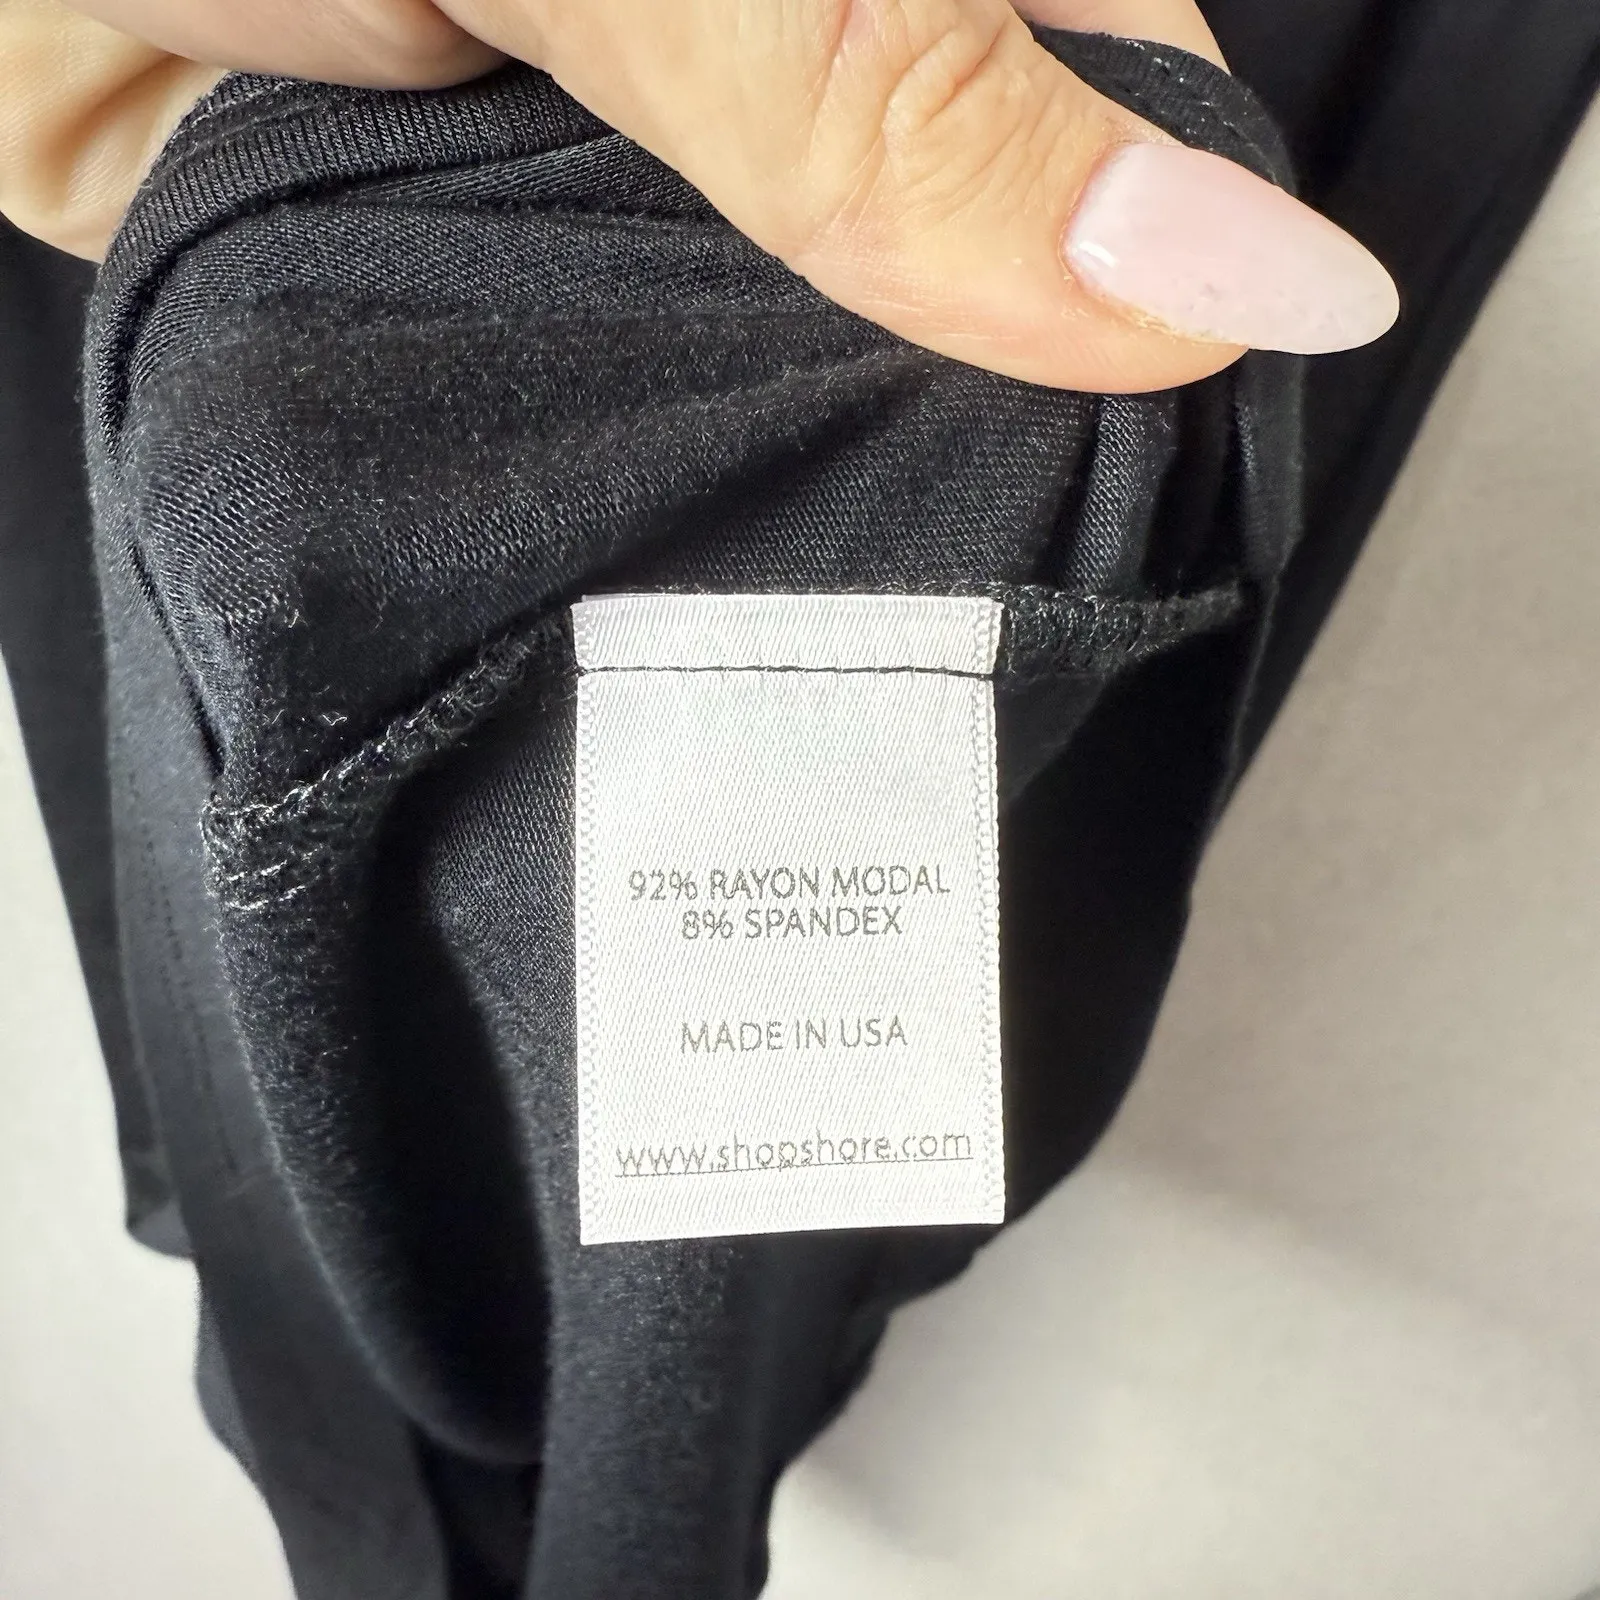 92% RAYON MODAL
8% SPANDEX
MADE IN USA
www.shopshore.com